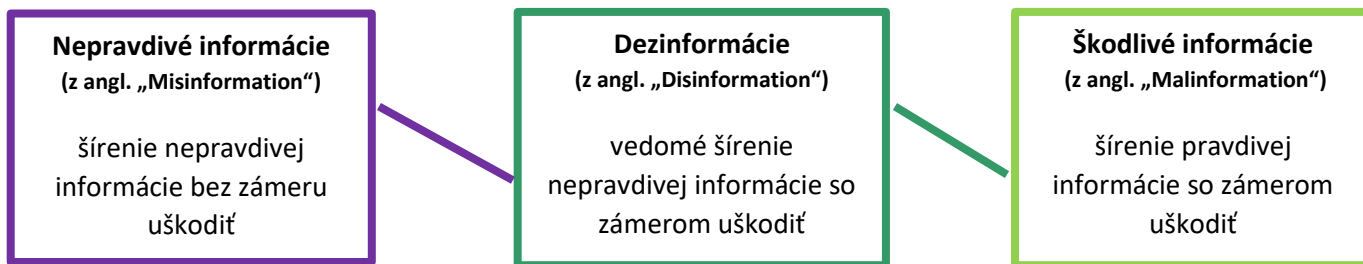 Nepravdivé informácie
(z angl. „Misinformation“)
šírenie nepravdivej
informácie bez zámeru
uškodiť
Dezinformácie
(z angl. „Disinformation“)
vedomé šírenie
nepravdivej informácie so
zámerom uškodiť
Škodlivé informácie
(z angl. „Malinformation“)
šírenie pravdivej
informácie so zámerom
uškodiť